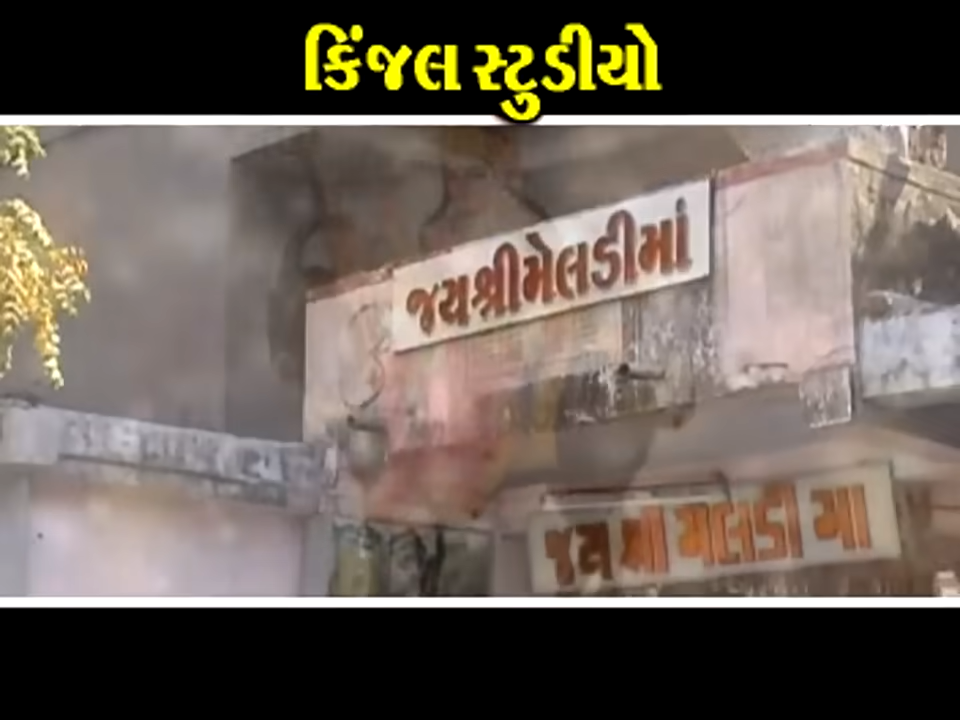 કિંજલ સ્ટુડીયો
જયશ્રીમેલડીમાં
જય શ્રી મેલડી મા